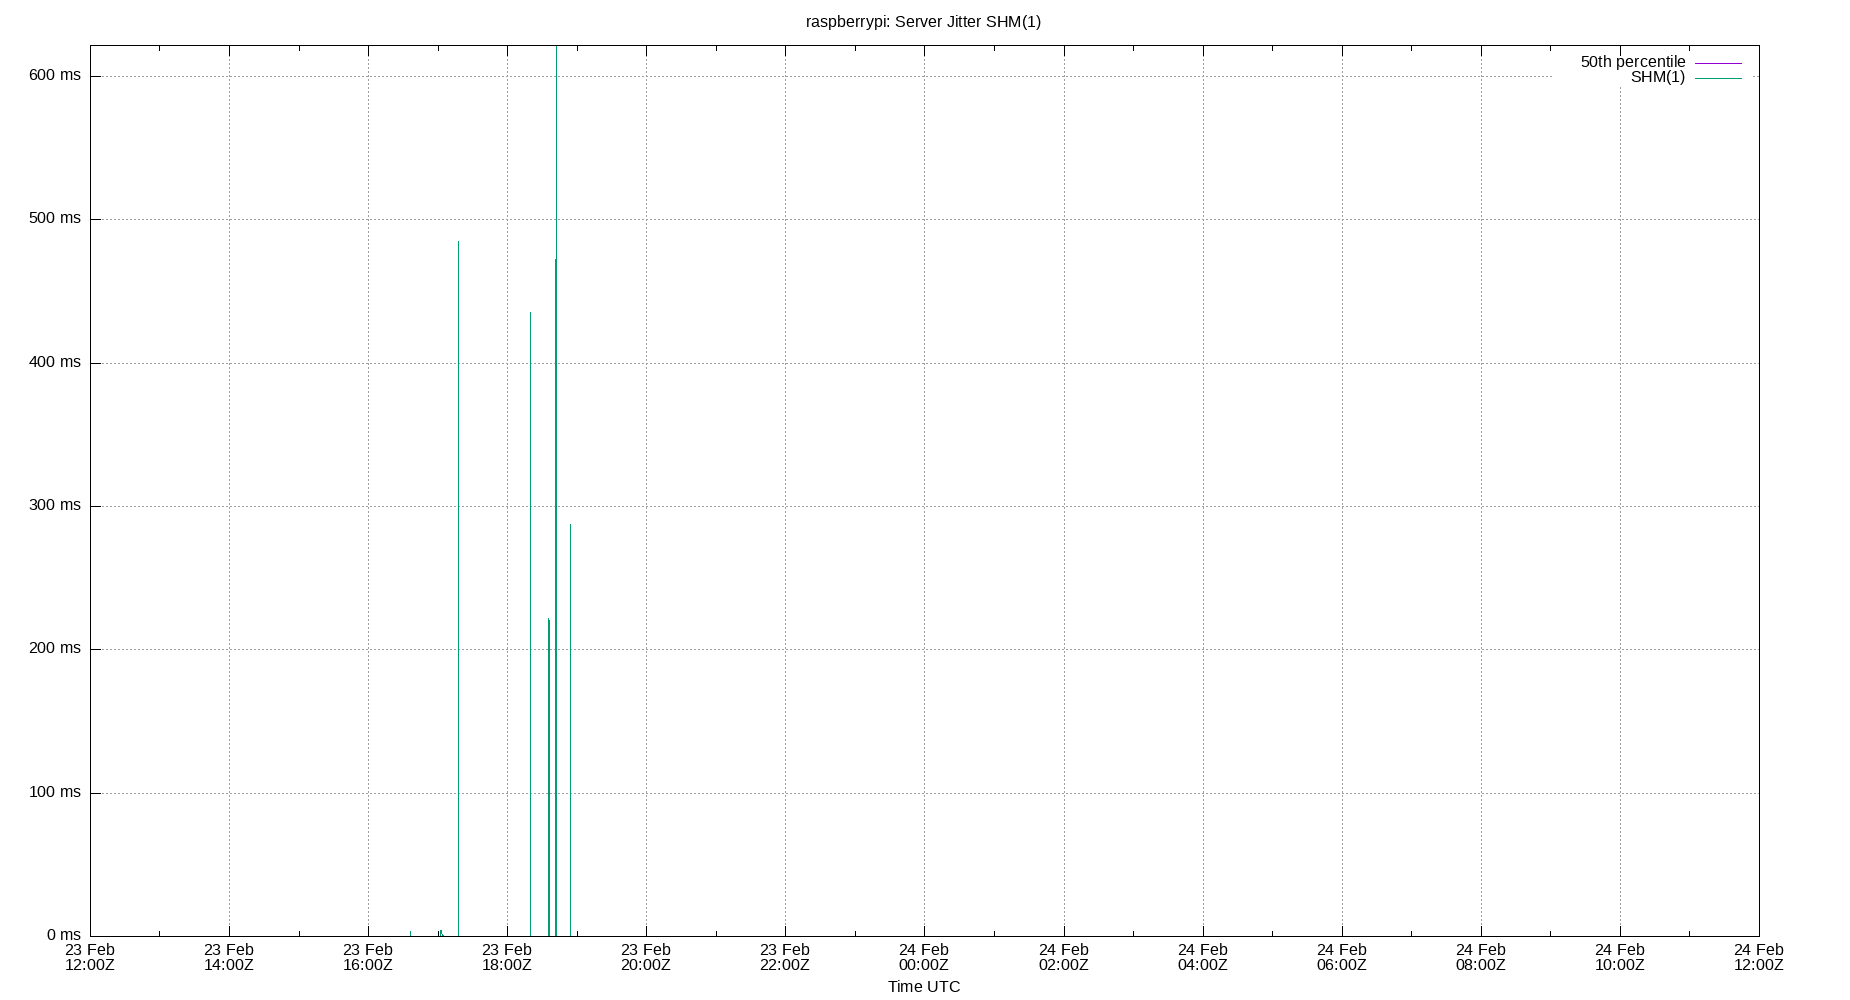 raspberrypi: Server Jitter SHM(1)
50th percentile
SHM(1)
600 ms
500 ms
400 ms
300 ms
200 ms
100 ms
0 ms
23 Feb 23 Feb 23 Feb 23 Feb 23 Feb 23 Feb 24 Feb 24 Feb 24 Feb 24 Feb 24 Feb 24 Feb 24 Feb
12:00Z 14:00Z 16:00Z 18:00Z 20:00Z 22:00Z 00:00Z 02:00Z 04:00Z 06:00Z 08:00Z 10:00Z 12:00Z
Time UTC